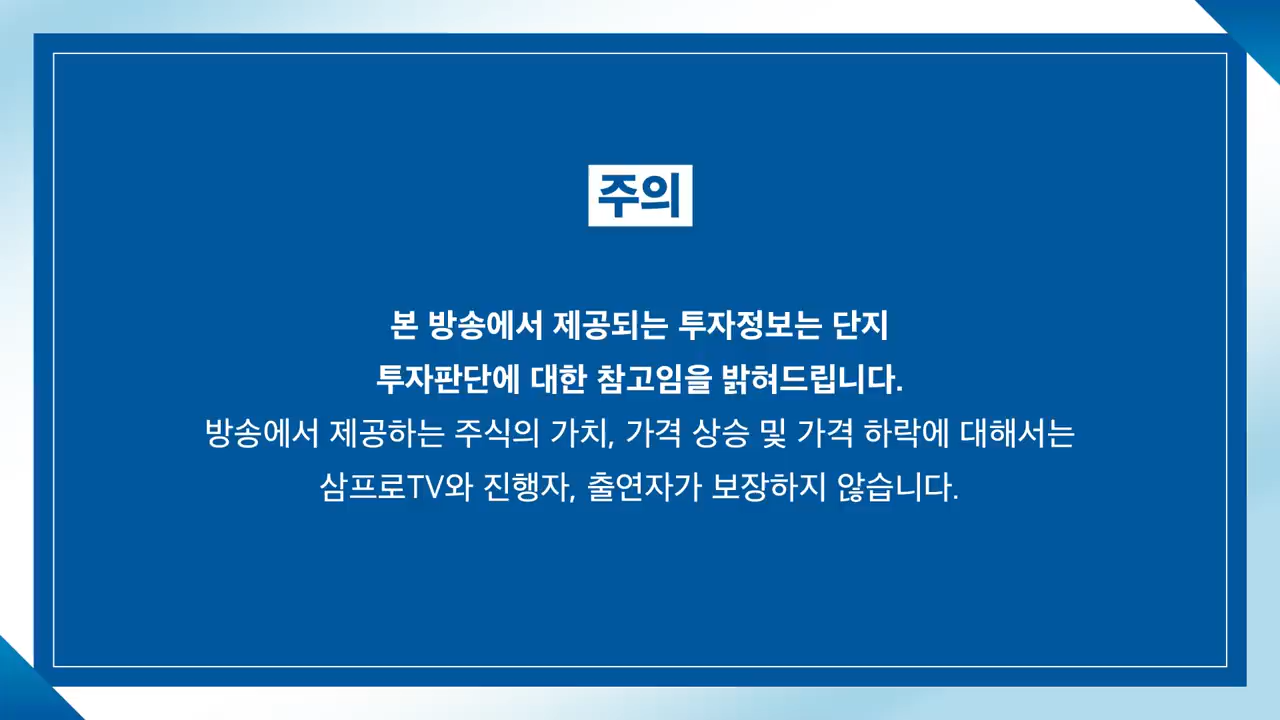 주의
본 방송에서 제공되는 투자정보는 단지
투자판단에 대한 참고임을 밝혀드립니다.
방송에서 제공하는 주식의 가치, 가격 상승 및 가격 하락에 대해서는
삼프로TV와 진행자, 출연자가 보장하지 않습니다.